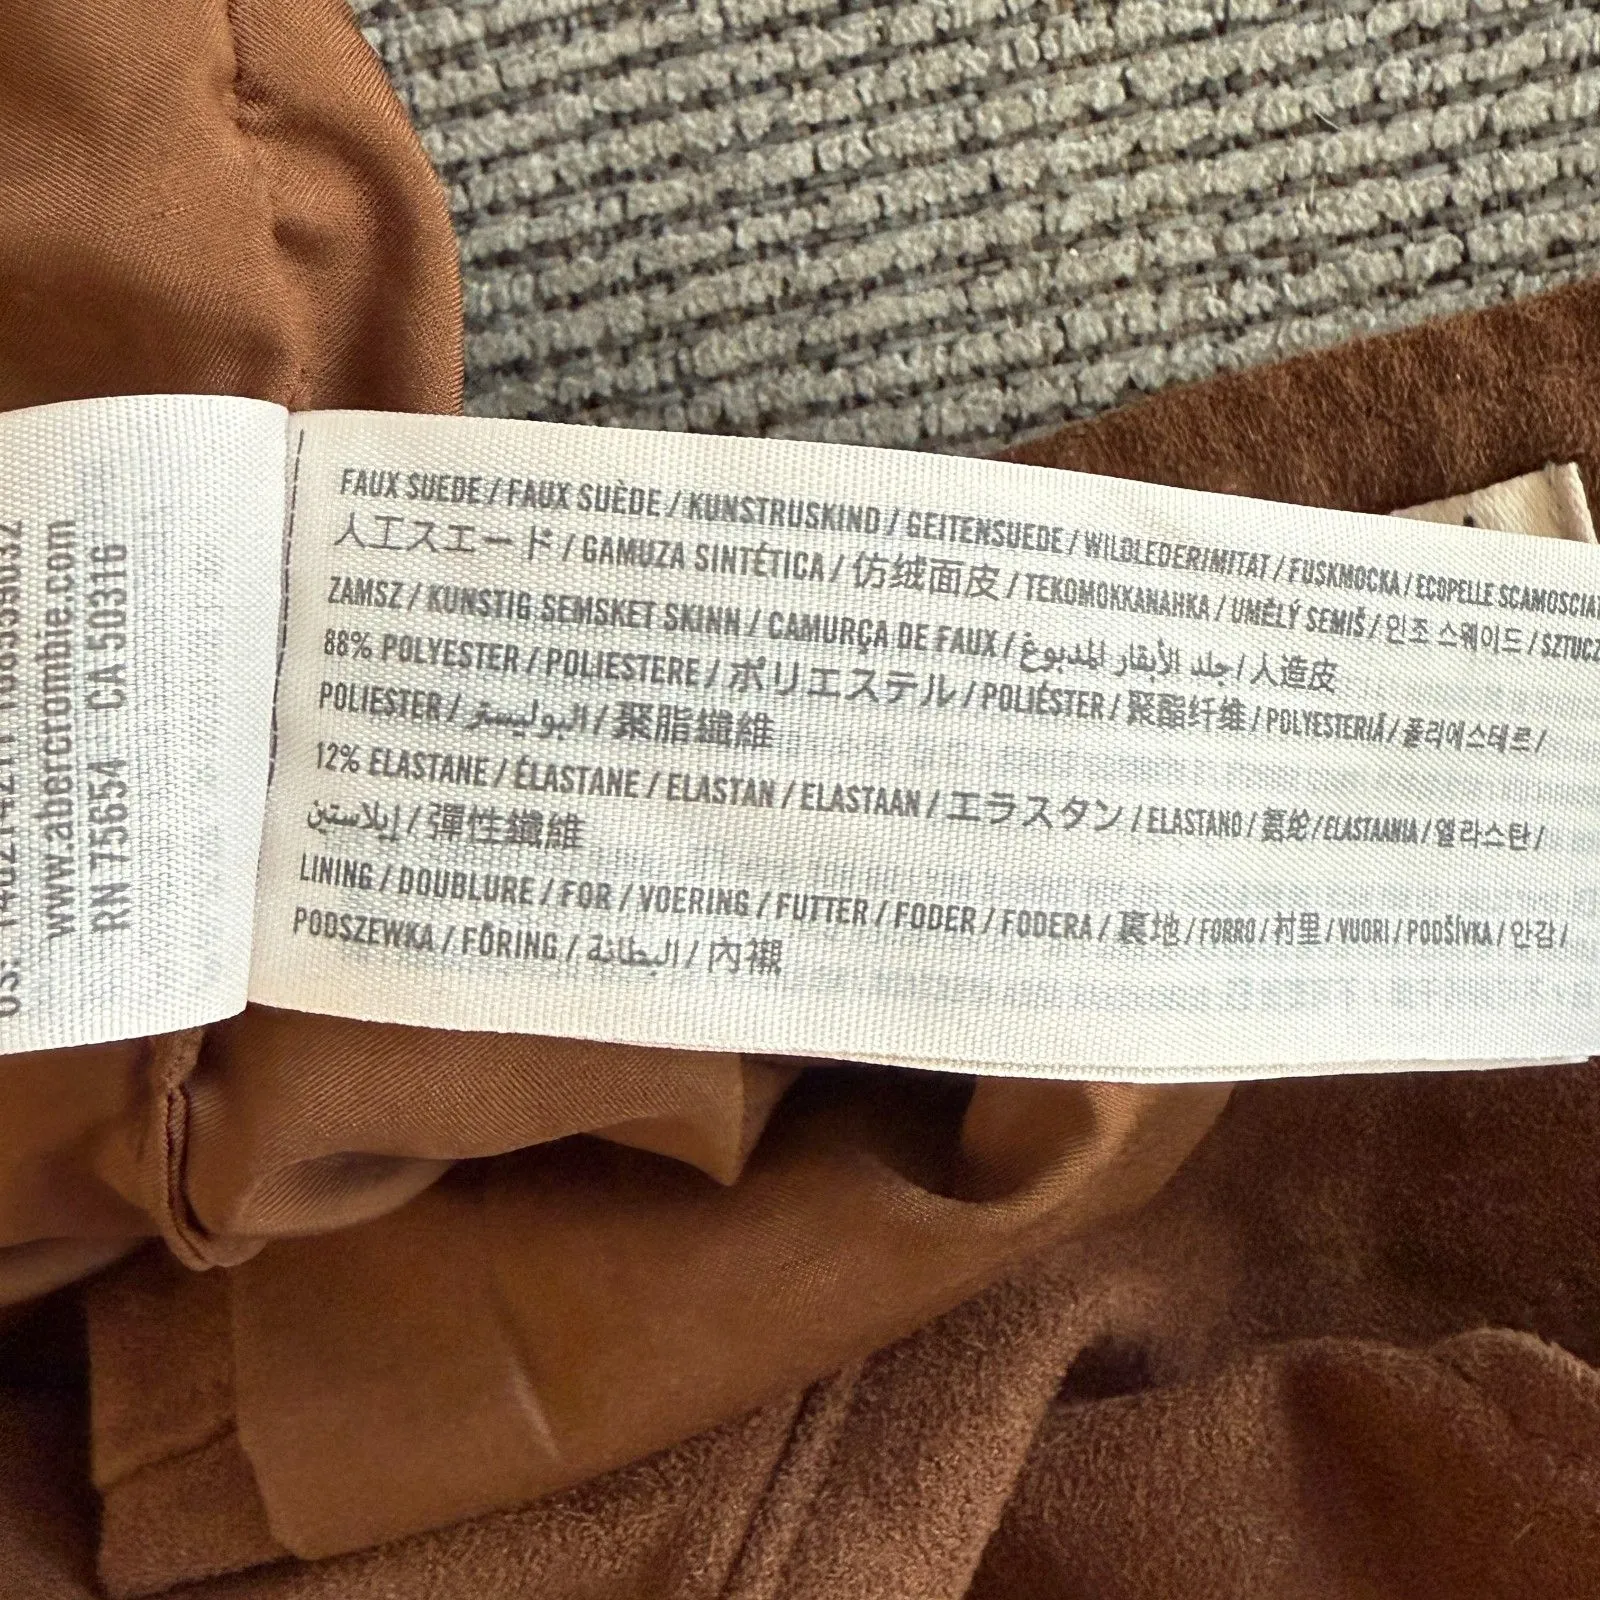 FAUX SUEDE / FAUX SUÈDE / KUNSTRUSKIND / GEITENSUEDE / WILDLEDERIMITAT / FUSKMOCKA / ECOPELLE
人工スエード / GAMUZA SINTÉTICA / 仿绒面皮 / TEKOMOKKANAHKA / UMĚLÝ SEMIŠ / 인조 스웨이드 /
ZAMSZ / KUNSTIG SEMSKET SKINN / CAMURÇA DE FAUX / جلد الأبقار المدبوغ / 人造皮
88% POLYESTER / POLIESTERE / ポリエステル / POLIÉSTER / 聚酯纤维 / POLYESTERIÄ / 폴리에스테르 /
POLIESTER / البوليستر / 聚脂纖維
12% ELASTANE / ÉLASTANE / ELASTAN / ELASTAAN / エラスタン / ELASTANO / 氨纶 / ELASTAANIA / 엘라스탄 /
إيلاستين / 彈性纖維
LINING / DOUBLURE / FOR / VOERING / FUTTER / FODER / FODERA / 裏地 / FORRO / 衬里 / VUORI / PODŠÍVKA / 안감 /
PODSZEWKA / FÔRING / البطانة / 內襯
www.abercrombie.com
RN 75654 CA 50316